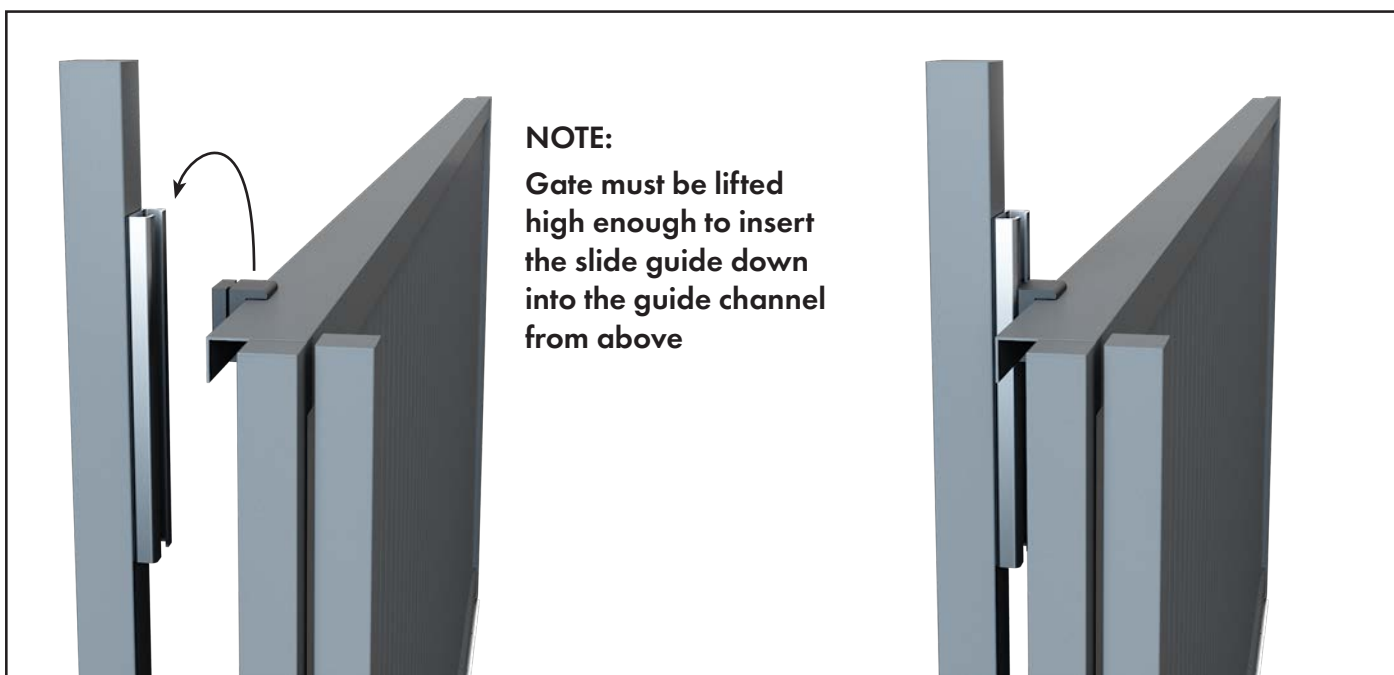 NOTE:
Gate must be lifted
high enough to insert
the slide guide down
into the guide channel
from above